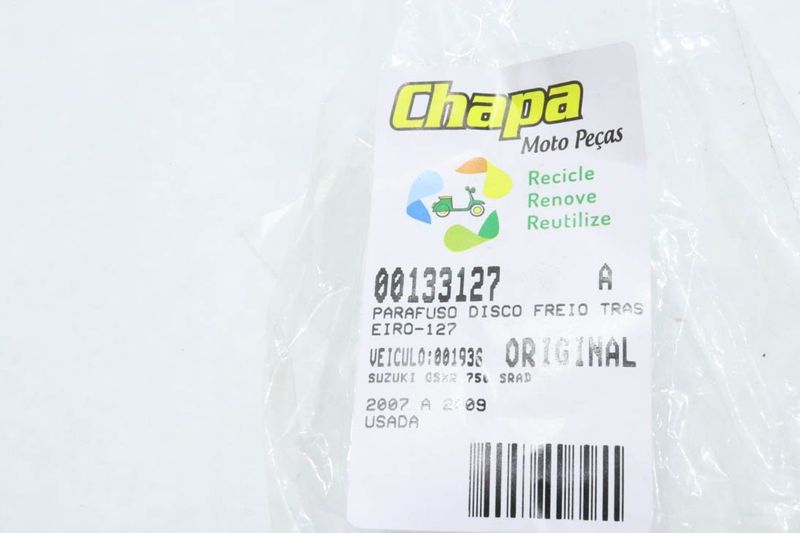 Chapa
Moto Peças
Recicle
Renove
Reutilize
00133127 A
PARAFUSO DISCO FREIO TRAS
EIRO-127
VEICULO:001936 ORIGINAL
SUZUKI GSXR 750 SRAD
2007 A 2009
USADA